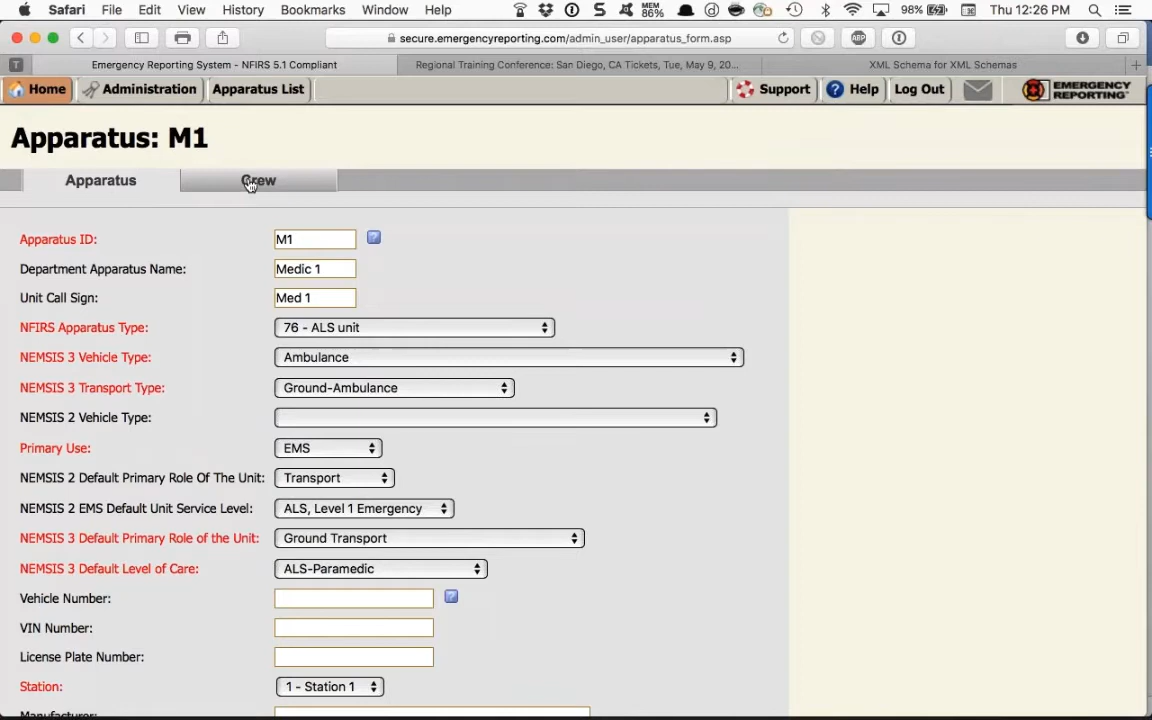 Safari File Edit View History Bookmarks Window Help MEM 86% 98% Thu 12:26 PM
secure.emergencyreporting.com/admin_user/apparatus_form.asp ABP
T Emergency Reporting System - NFIRS 5.1 Compliant Regional Training Conference: San Diego, CA Tickets, Tue, May 9, 20... XML Schema for XML Schemas
Home Administration Apparatus List Support Help Log Out EMERGENCY REPORTING
Apparatus: M1
Apparatus Crew
Apparatus ID: M1 ?
Department Apparatus Name: Medic 1
Unit Call Sign: Med 1
NFIRS Apparatus Type: 76 - ALS unit
NEMSIS 3 Vehicle Type: Ambulance
NEMSIS 3 Transport Type: Ground-Ambulance
NEMSIS 2 Vehicle Type:
Primary Use: EMS
NEMSIS 2 Default Primary Role Of The Unit: Transport
NEMSIS 2 EMS Default Unit Service Level: ALS, Level 1 Emergency
NEMSIS 3 Default Primary Role of the Unit: Ground Transport
NEMSIS 3 Default Level of Care: ALS-Paramedic
Vehicle Number: ?
VIN Number:
License Plate Number:
Station: 1 - Station 1
Manufacturer: